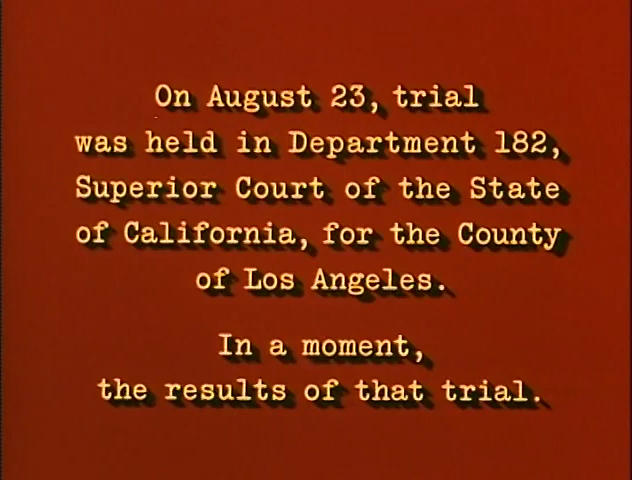 On August 23, trial
was held in Department 182,
Superior Court of the State
of California, for the County
of Los Angeles.
In a moment,
the results of that trial.